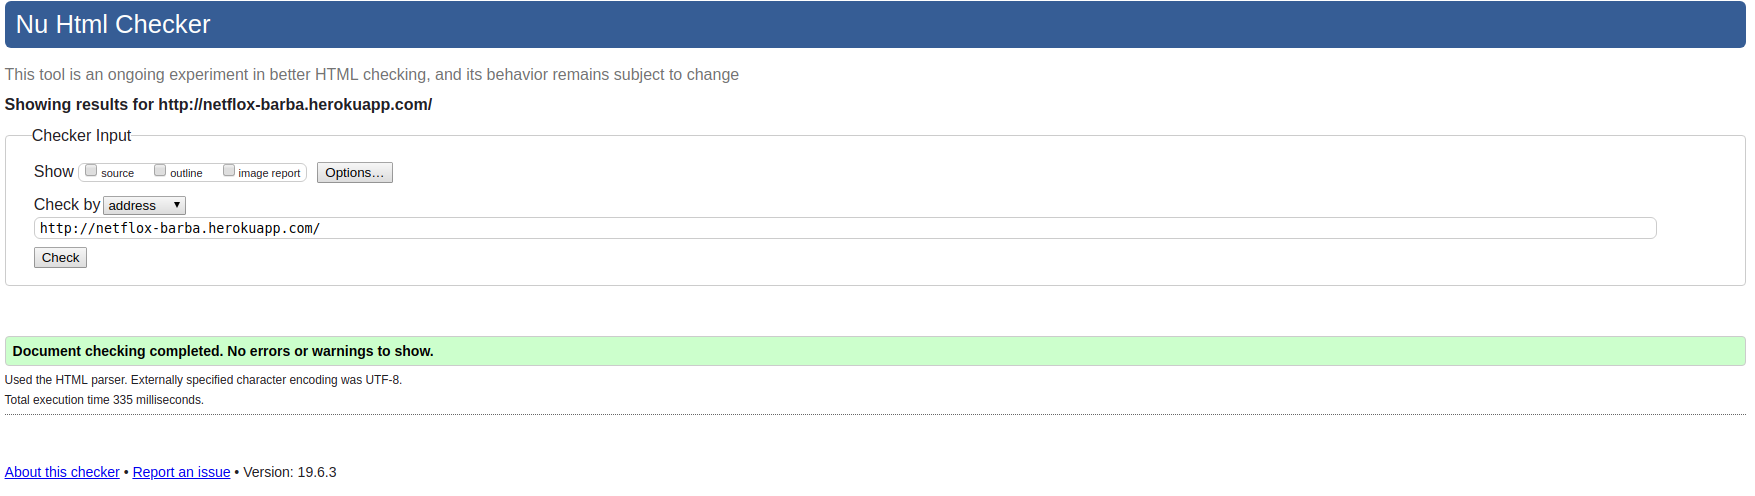 Nu Html Checker
This tool is an ongoing experiment in better HTML checking, and its behavior remains subject to change
Showing results for http://netflox-barba.herokuapp.com/
Checker Input
Show source outline image report Options...
Check by address
http://netflox-barba.herokuapp.com/
Check
Document checking completed. No errors or warnings to show.
Used the HTML parser. Externally specified character encoding was UTF-8.
Total execution time 335 milliseconds.
About this checker • Report an issue • Version: 19.6.3